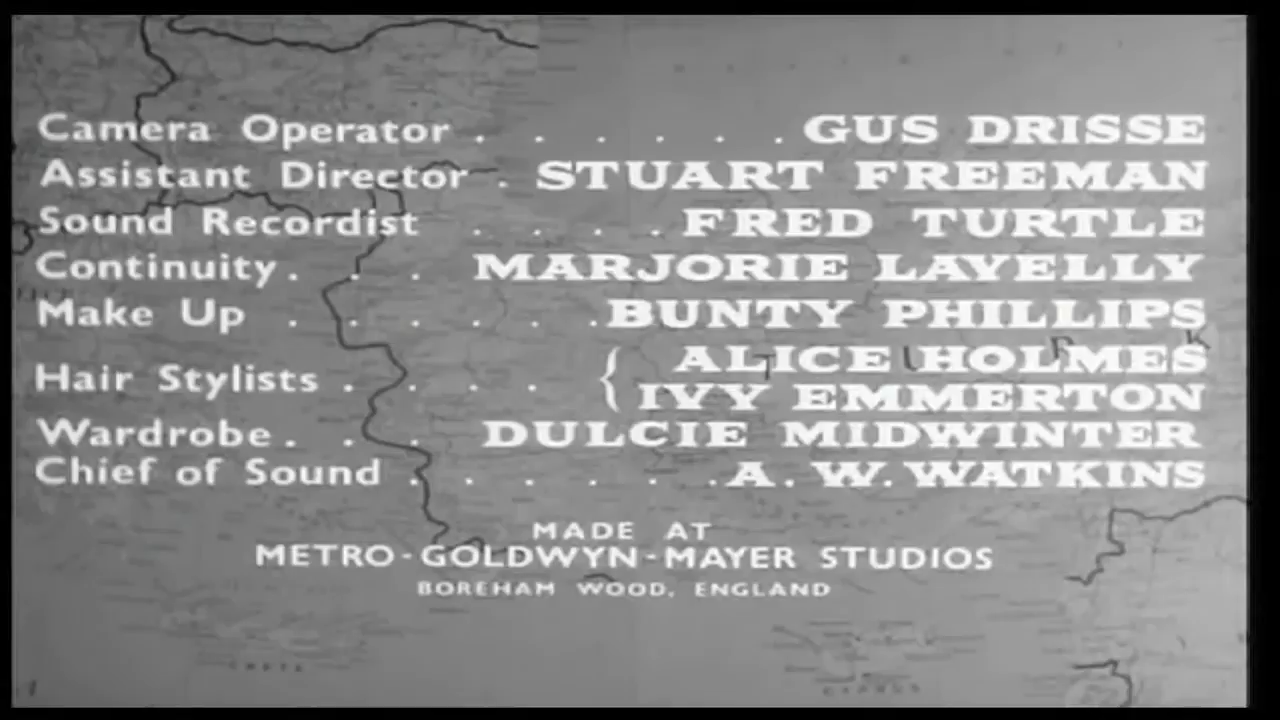 Camera Operator . . . . . . GUS DRISSE
Assistant Director . STUART FREEMAN
Sound Recordist . . . . FRED TURTLE
Continuity . . . MARJORIE LAVELLY
Make Up . . . . . . BUNTY PHILLIPS
Hair Stylists . . . . { ALICE HOLMES
IVY EMMERTON
Wardrobe . . . DULCIE MIDWINTER
Chief of Sound . . . . . . A. W. WATKINS
MADE AT
METRO-GOLDWYN-MAYER STUDIOS
BOREHAM WOOD, ENGLAND
CRETE
CYPRUS